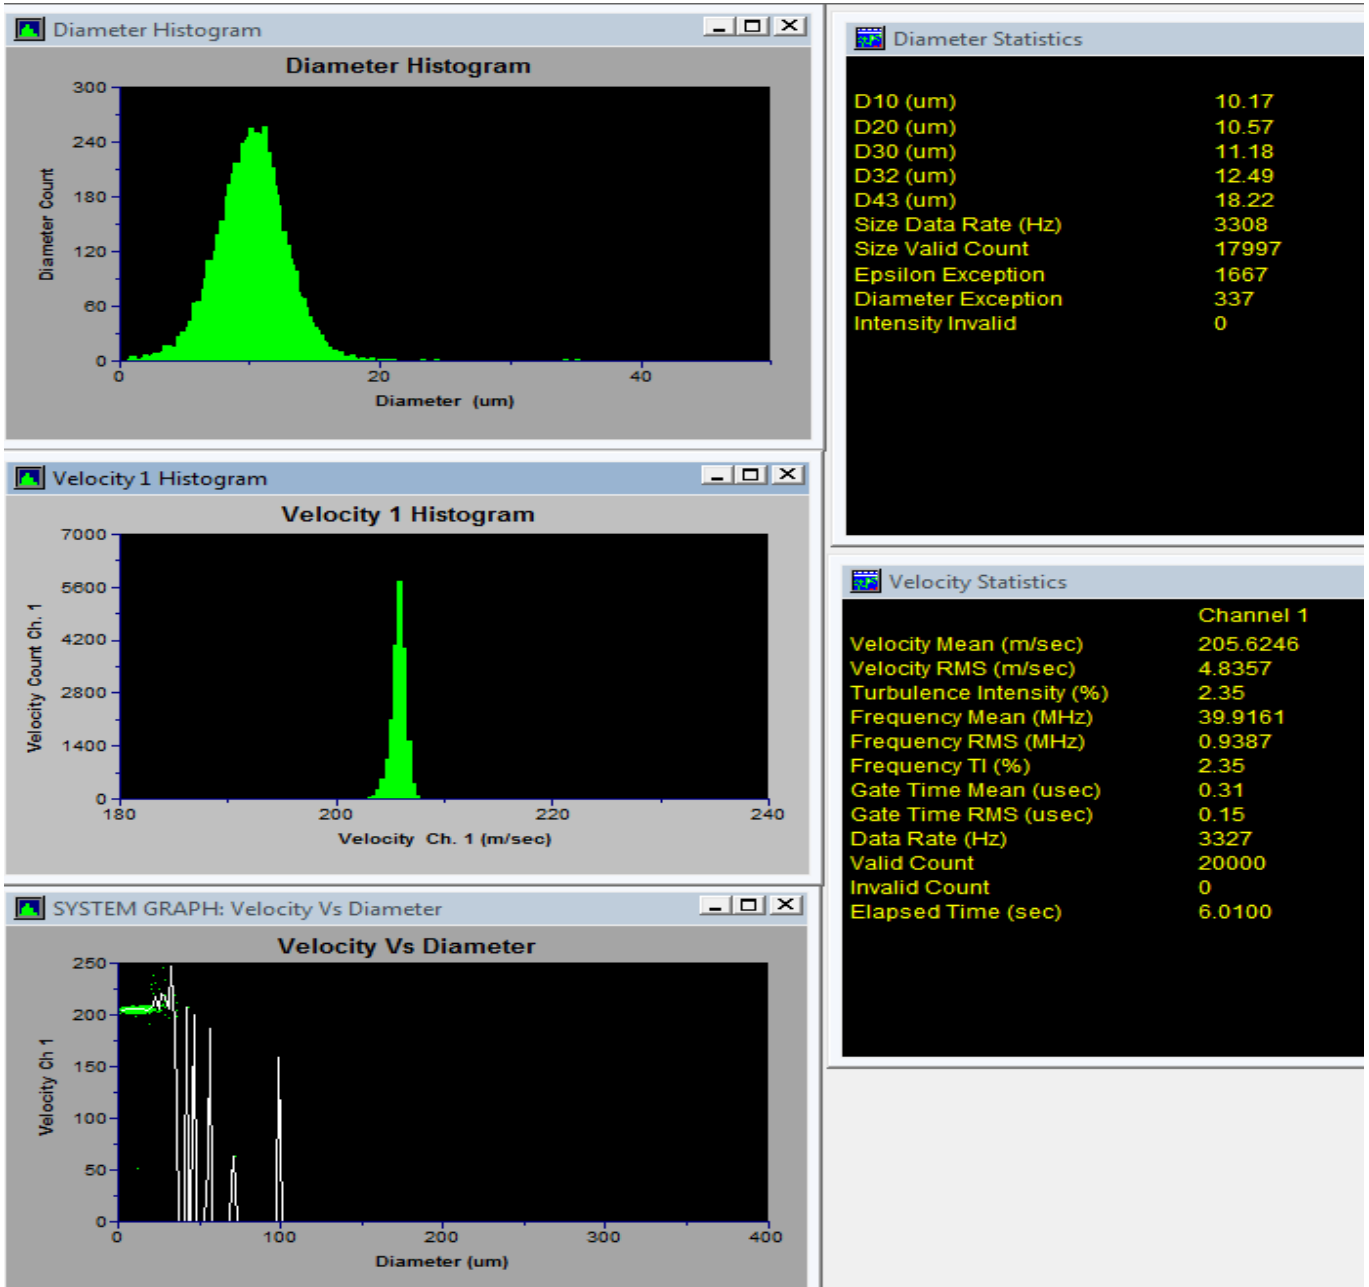 Diameter Histogram
Diameter Histogram
300
240
180
120
60
0
Diameter Count
0 20 40
Diameter (um)
Velocity 1 Histogram
Velocity 1 Histogram
7000
5600
4200
2800
1400
0
Velocity Count Ch. 1
180 200 220 240
Velocity Ch. 1 (m/sec)
SYSTEM GRAPH: Velocity Vs Diameter
Velocity Vs Diameter
250
200
150
100
50
0
Velocity Ch 1
0 100 200 300 400
Diameter (um)
Diameter Statistics
D10 (um) 10.17
D20 (um) 10.57
D30 (um) 11.18
D32 (um) 12.49
D43 (um) 18.22
Size Data Rate (Hz) 3308
Size Valid Count 17997
Epsilon Exception 1667
Diameter Exception 337
Intensity Invalid 0
Velocity Statistics
Channel 1
Velocity Mean (m/sec) 205.6246
Velocity RMS (m/sec) 4.8357
Turbulence Intensity (%) 2.35
Frequency Mean (MHz) 39.9161
Frequency RMS (MHz) 0.9387
Frequency TI (%) 2.35
Gate Time Mean (usec) 0.31
Gate Time RMS (usec) 0.15
Data Rate (Hz) 3327
Valid Count 20000
Invalid Count 0
Elapsed Time (sec) 6.0100